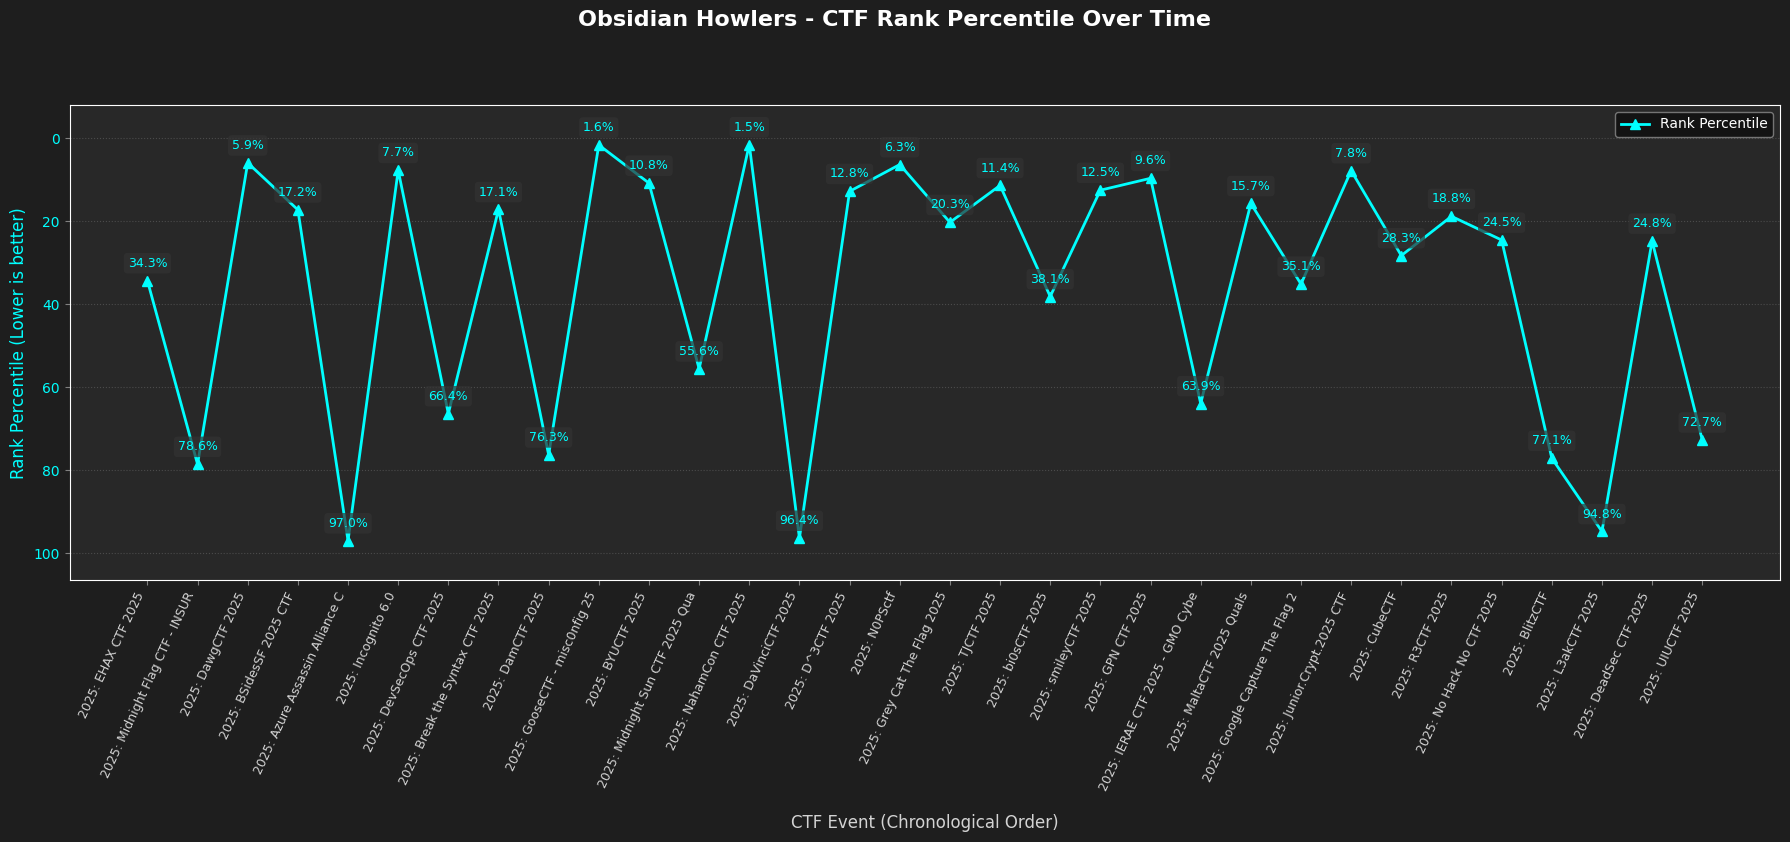 Obsidian Howlers - CTF Rank Percentile Over Time
Rank Percentile
Rank Percentile (Lower is better)
0
20
40
60
80
100
34.3%
78.6%
5.9%
17.2%
97.0%
7.7%
66.4%
17.1%
76.3%
1.6%
10.8%
55.6%
1.5%
96.4%
12.8%
6.3%
20.3%
11.4%
38.1%
12.5%
9.6%
63.9%
15.7%
35.1%
7.8%
28.3%
18.8%
24.5%
77.1%
94.8%
24.8%
72.7%
2025: EHAX CTF 2025
2025: Midnight Flag CTF - INSUR
2025: DawgCTF 2025
2025: BSidesSF 2025 CTF
2025: Azure Assassin Alliance C
2025: Incognito 6.0
2025: DevSecOps CTF 2025
2025: Break the Syntax CTF 2025
2025: DamCTF 2025
2025: GooseCTF - misc0nfig 25
2025: BYUCTF 2025
2025: Midnight Sun CTF 2025 Qua
2025: NahamCon CTF 2025
2025: DaVinciCTF 2025
2025: D^3CTF 2025
2025: N0PSctf
2025: Grey Cat The Flag 2025
2025: TJCTF 2025
2025: bi0sCTF 2025
2025: smileyCTF 2025
2025: GPN CTF 2025
2025: IERAE CTF 2025 - GMO Cybe
2025: MaltaCTF 2025 Quals
2025: Google Capture The Flag 2
2025: Junior.Crypt.2025 CTF
2025: CubeCTF
2025: R3CTF 2025
2025: No Hack No CTF 2025
2025: BlitzCTF
2025: L3akCTF 2025
2025: DeadSec CTF 2025
2025: UIUCTF 2025
CTF Event (Chronological Order)